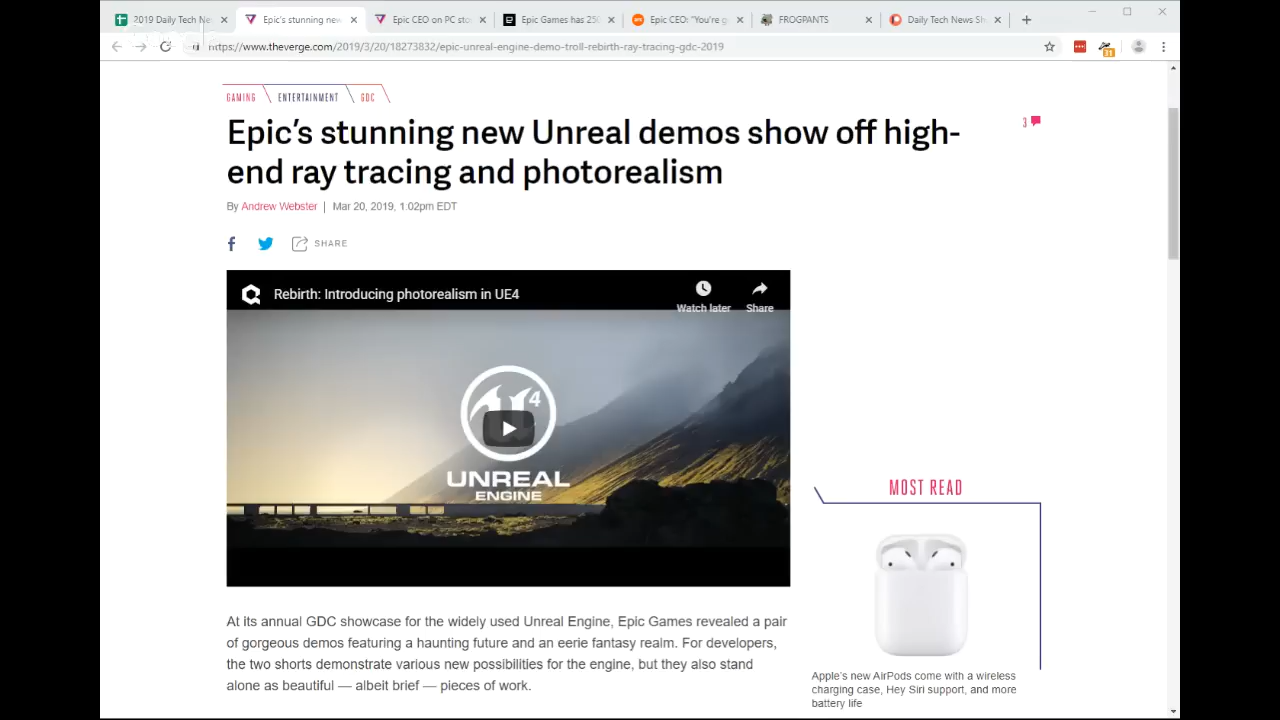 2019 Daily Tech Ne
Epic's stunning new
Epic CEO on PC sto
Epic Games has 250
Epic CEO: "You're g
FROGPANTS
Daily Tech News Sh
https://www.theverge.com/2019/3/20/18273832/epic-unreal-engine-demo-troll-rebirth-ray-tracing-gdc-2019
31
GAMING ENTERTAINMENT GDC
Epic's stunning new Unreal demos show off high-
end ray tracing and photorealism
3
By Andrew Webster | Mar 20, 2019, 1:02pm EDT
SHARE
Rebirth: Introducing photorealism in UE4
Watch later
Share
4
UNREAL
ENGINE
MOST READ
At its annual GDC showcase for the widely used Unreal Engine, Epic Games revealed a pair
of gorgeous demos featuring a haunting future and an eerie fantasy realm. For developers,
the two shorts demonstrate various new possibilities for the engine, but they also stand
alone as beautiful — albeit brief — pieces of work.
Apple's new AirPods come with a wireless
charging case, Hey Siri support, and more
battery life